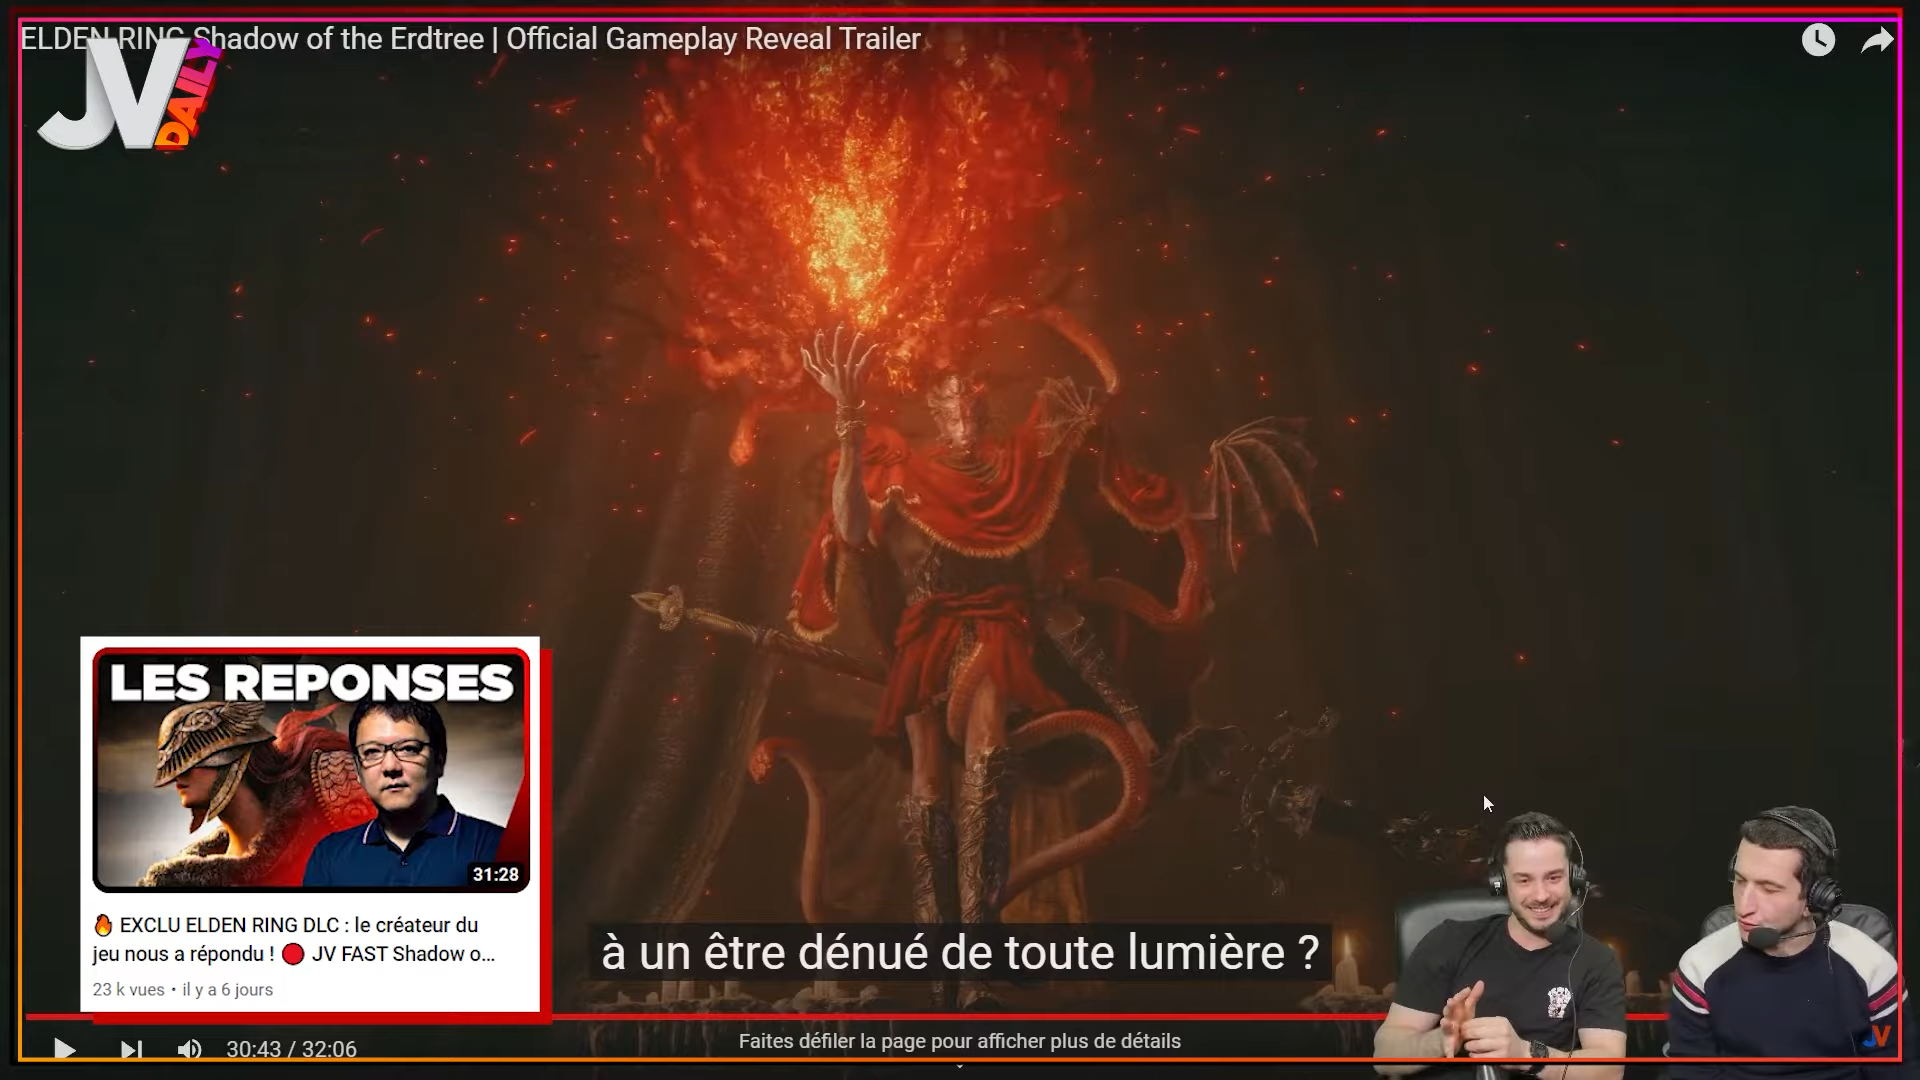 ELDEN RING Shadow of the Erdtree | Official Gameplay Reveal Trailer
JV
DAILY
LES REPONSES
31:28
🔥 EXCLU ELDEN RING DLC : le créateur du
jeu nous a répondu ! 🔴 JV FAST Shadow o...
23 k vues • il y a 6 jours
à un être dénué de toute lumière ?
Faites défiler la page pour afficher plus de détails
30:43 / 32:06
JV